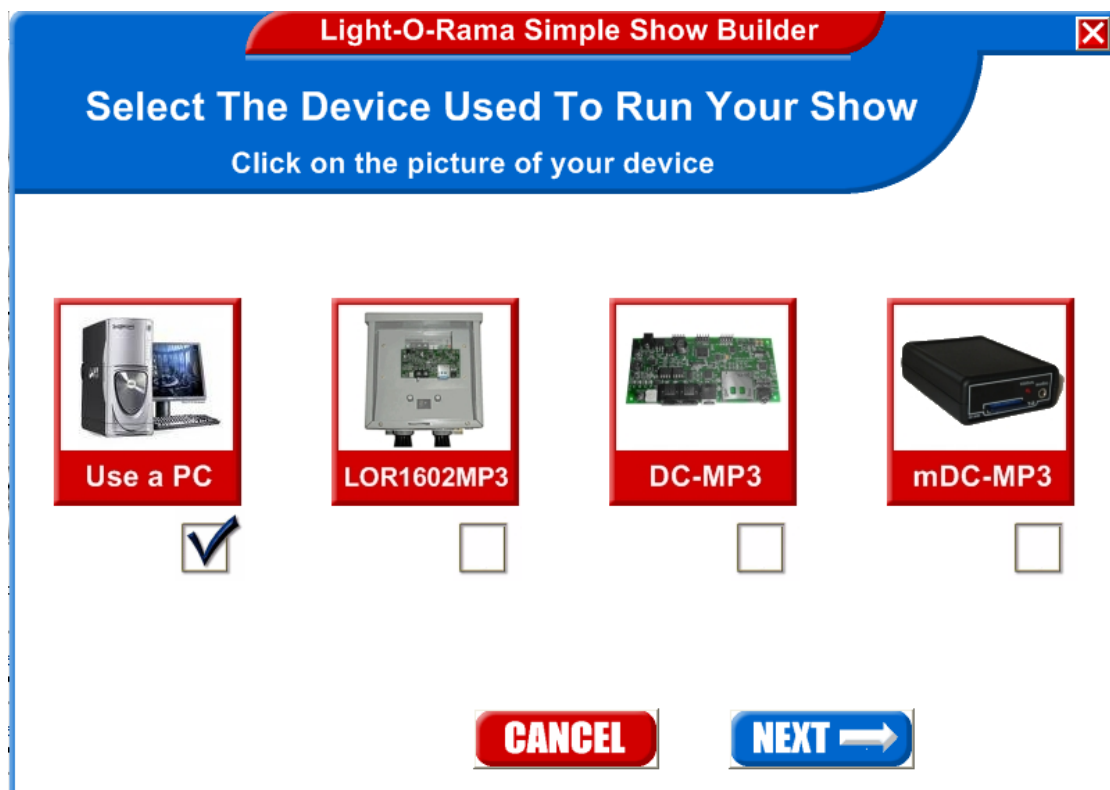 Light-O-Rama Simple Show Builder
Select The Device Used To Run Your Show
Click on the picture of your device
Use a PC
LOR1602MP3
DC-MP3
mDC-MP3
CANCEL
NEXT